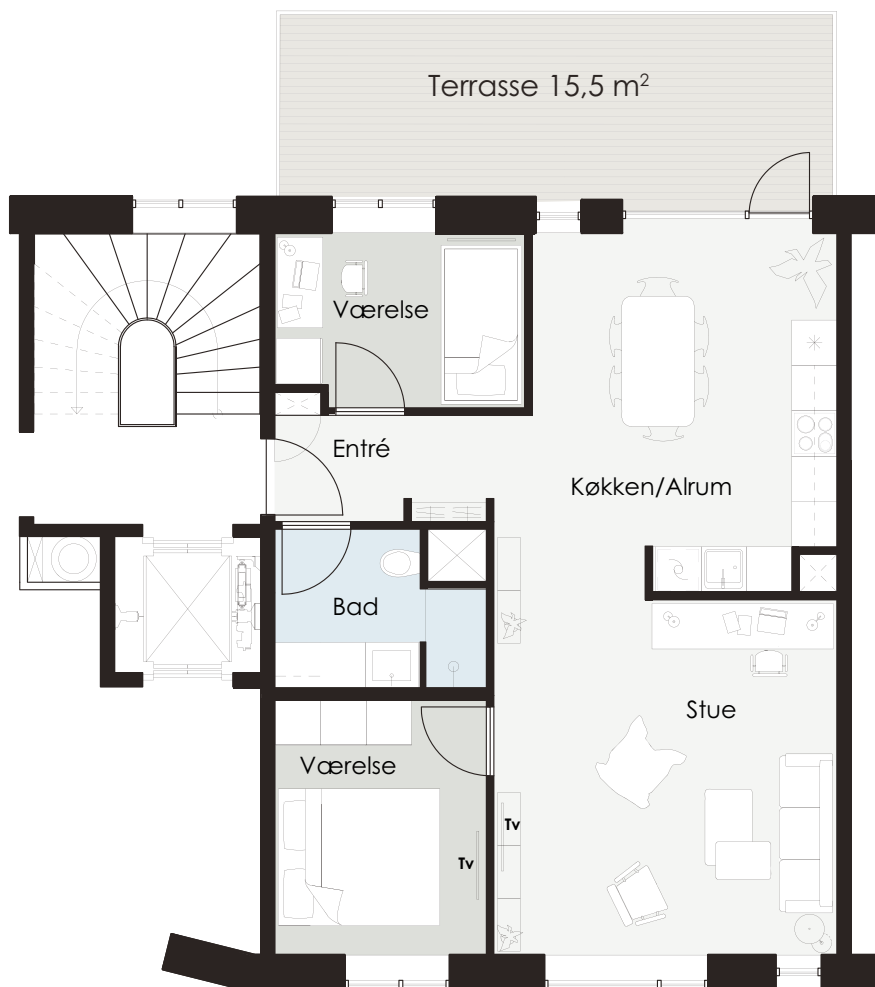 Terrasse 15,5 m²
Værelse
Entré
Køkken/Alrum
Bad
Stue
Værelse
Tv
Tv